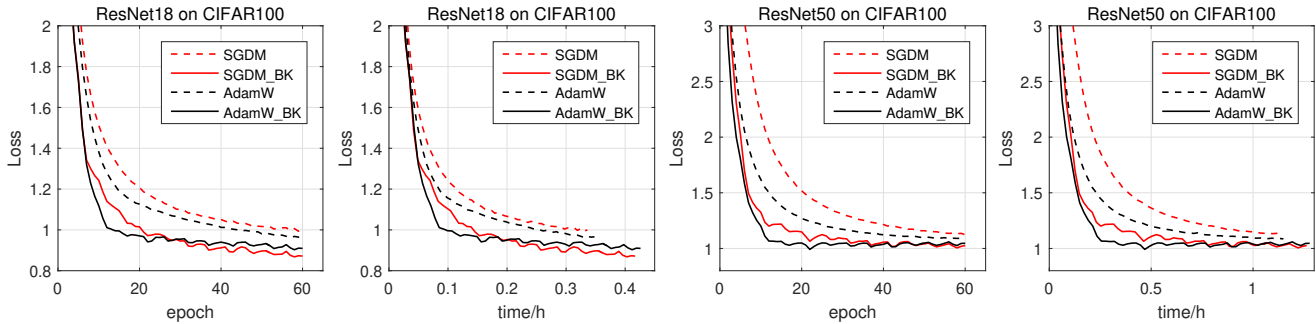 ResNet18 on CIFAR100
2
1.8
1.6
1.4
1.2
1
0.8
Loss
SGDM
SGDM_BK
AdamW
AdamW_BK
0
20
40
60
epoch
ResNet18 on CIFAR100
2
1.8
1.6
1.4
1.2
1
0.8
Loss
SGDM
SGDM_BK
AdamW
AdamW_BK
0
0.1
0.2
0.3
0.4
time/h
ResNet50 on CIFAR100
3
2.5
2
1.5
1
Loss
SGDM
SGDM_BK
AdamW
AdamW_BK
0
20
40
60
epoch
ResNet50 on CIFAR100
3
2.5
2
1.5
1
Loss
SGDM
SGDM_BK
AdamW
AdamW_BK
0
0.5
1
time/h